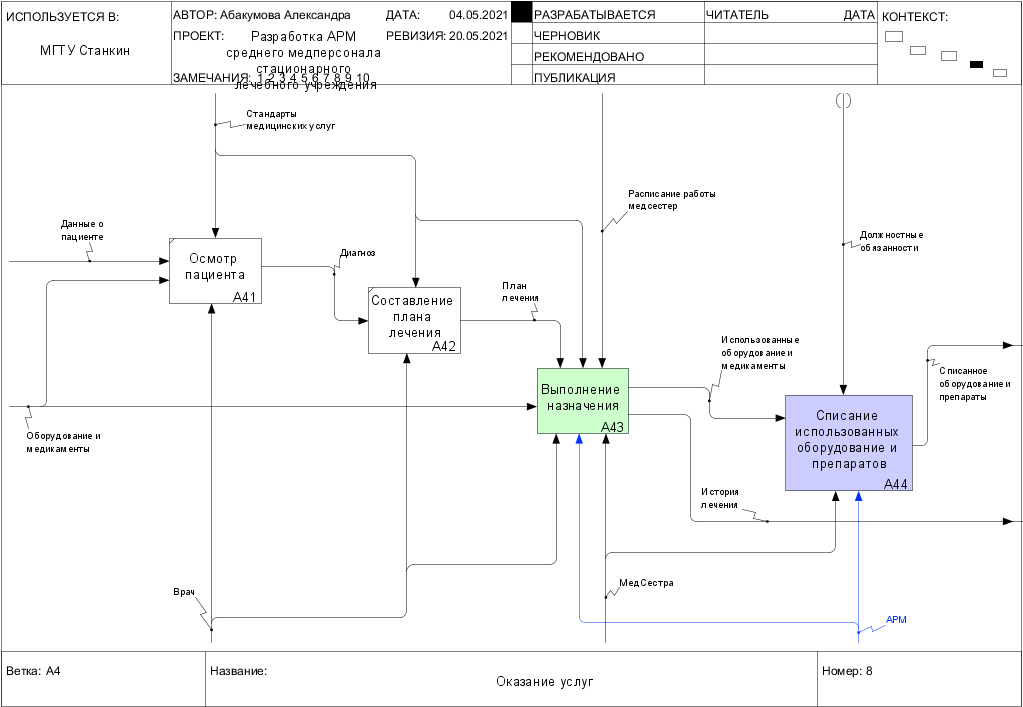 ИСПОЛЬЗУЕТСЯ В:
МГТУ Станкин
АВТОР: Абакумова Александра
ДАТА: 04.05.2021
ПРОЕКТ: Разработка АРМ
среднего медперсонала
стационарного
лечебного учреждения
РЕВИЗИЯ: 20.05.2021
ЗАМЕЧАНИЯ: 1 2 3 4 5 6 7 8 9 10
РАЗРАБАТЫВАЕТСЯ
ЧЕРНОВИК
РЕКОМЕНДОВАНО
ПУБЛИКАЦИЯ
ЧИТАТЕЛЬ ДАТА
КОНТЕКСТ:
Стандарты
медицинских услуг
Расписание работы
медсестер
Должностные
обязанности
Данные о
пациенте
Осмотр
пациента
A41
Диагноз
Составление
плана
лечения
A42
План
лечения
Использованные
оборудование и
медикаменты
Списанное
оборудование и
препараты
Выполнение
назначения
A43
Списание
использованных
оборудование и
препаратов
A44
Оборудование и
медикаменты
История
лечения
Врач
МедСестра
АРМ
Ветка: A4
Название:
Оказание услуг
Номер: 8